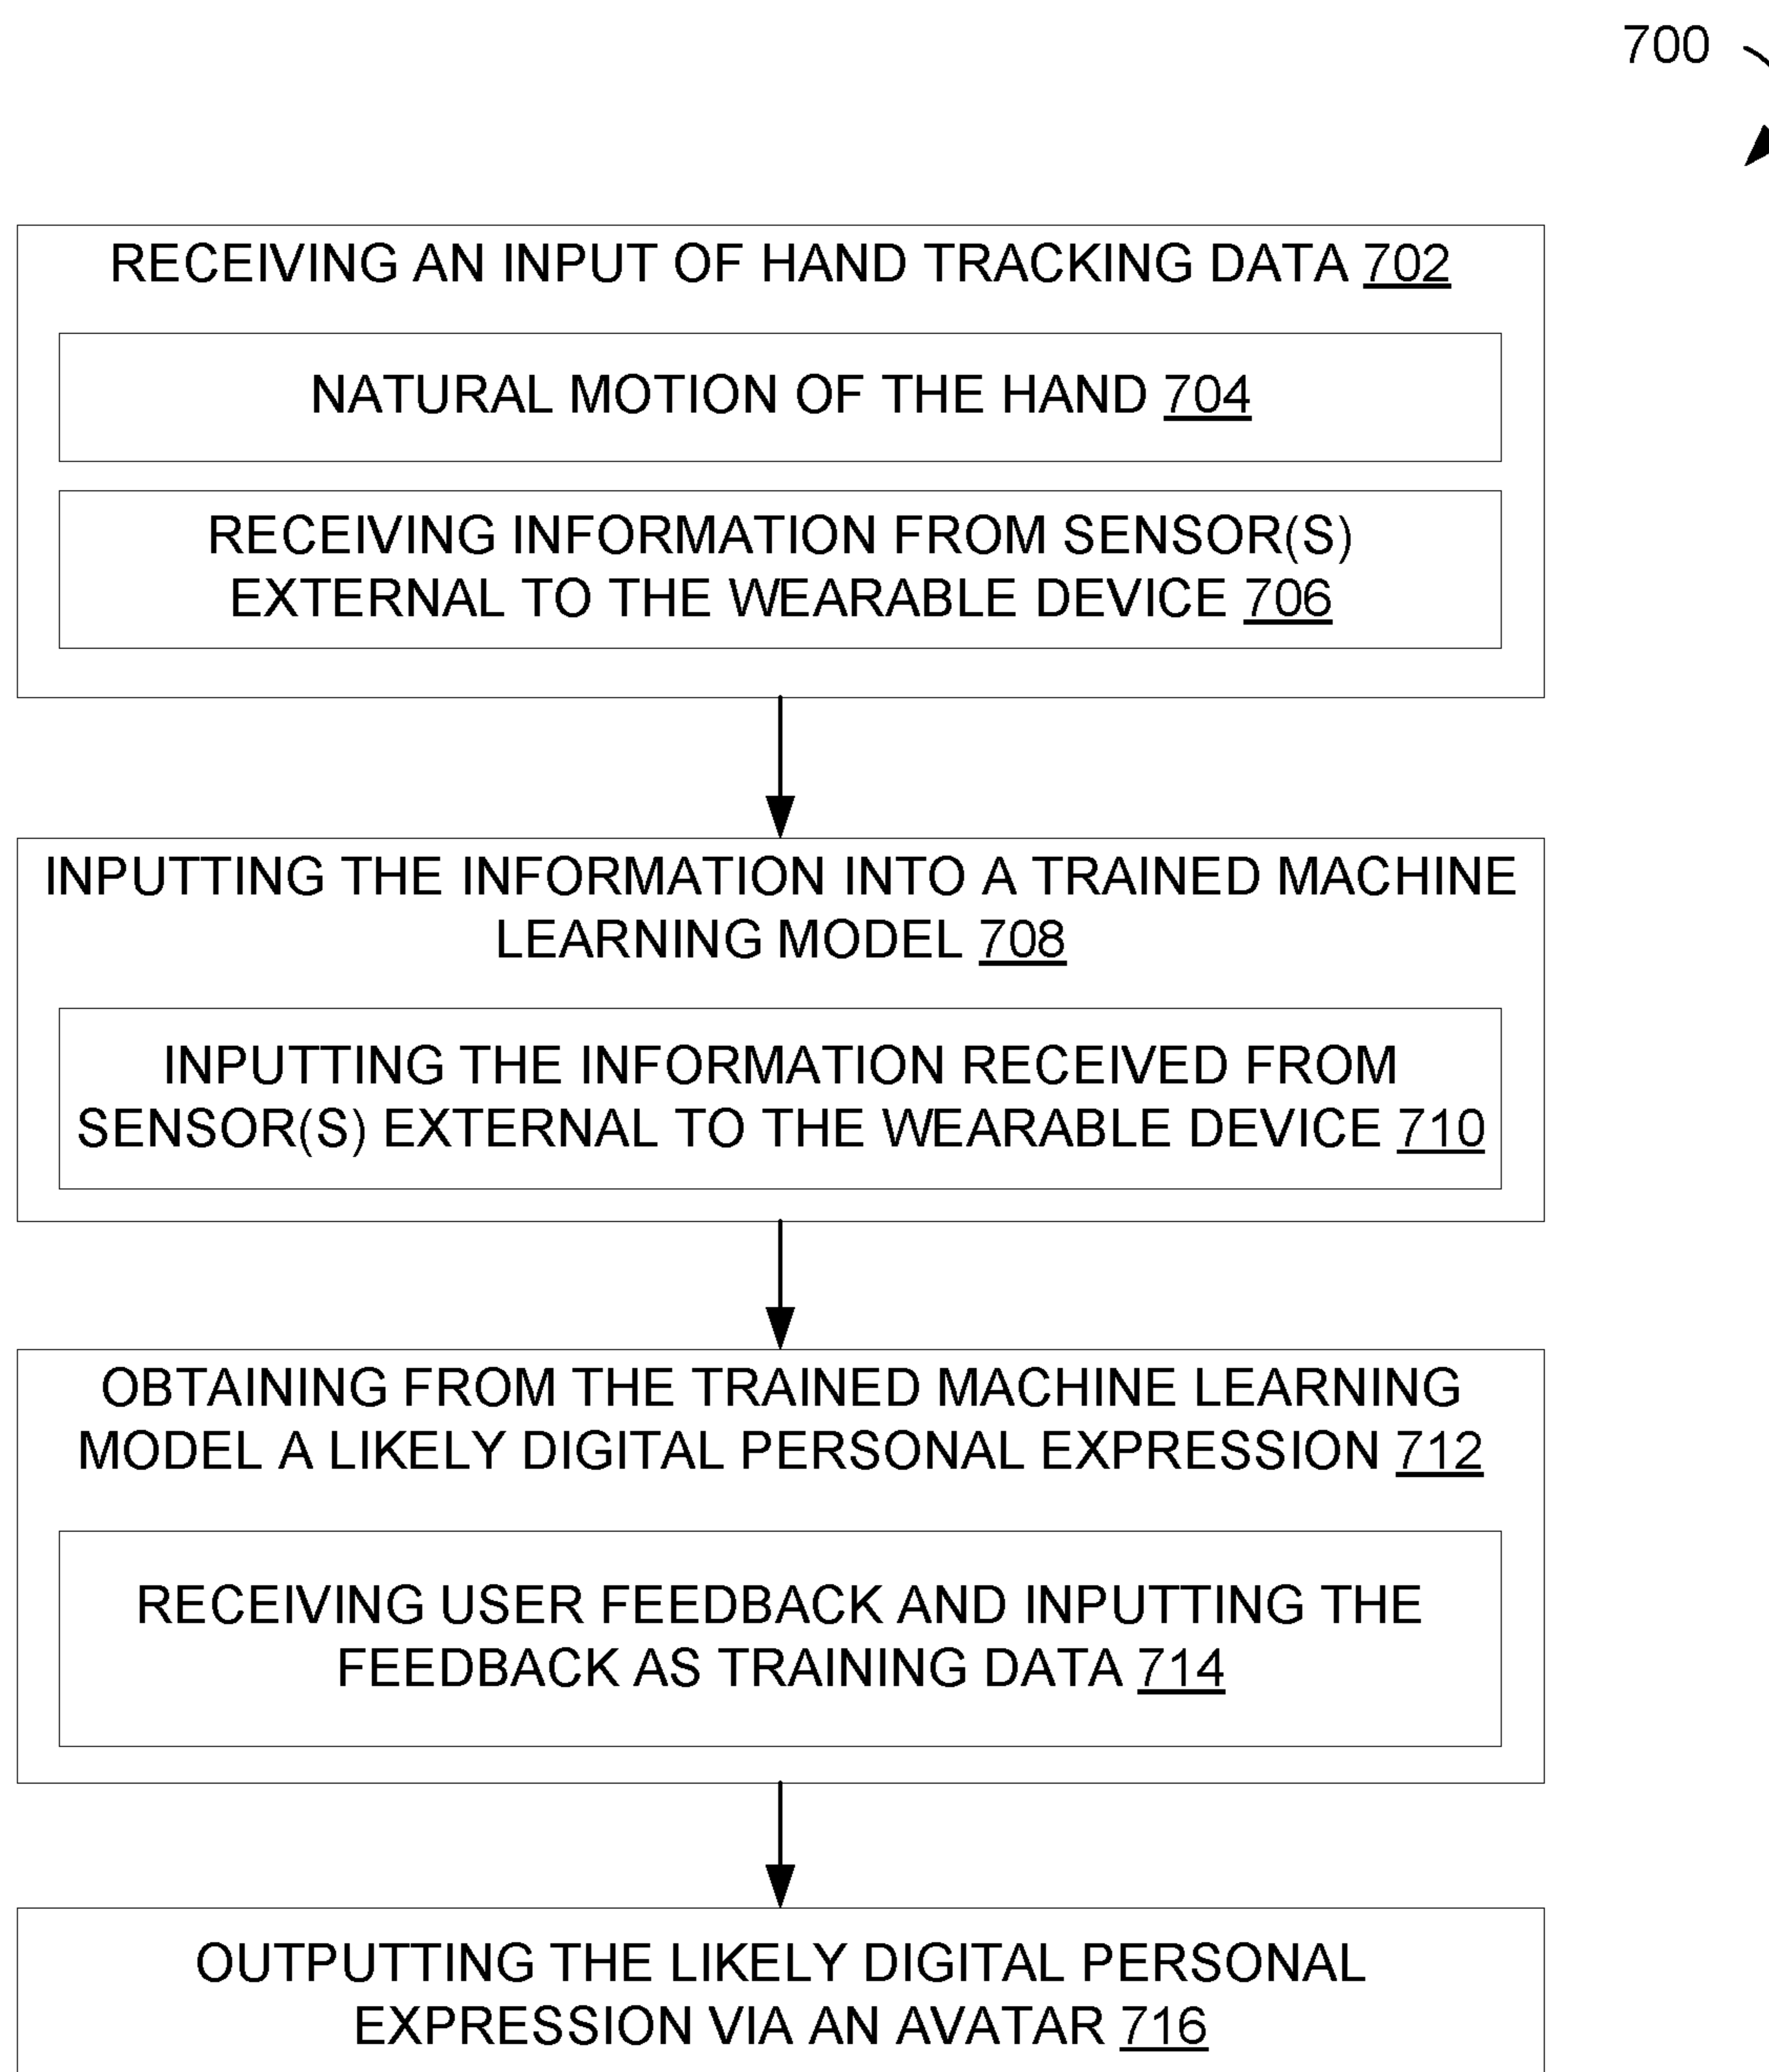 700
RECEIVING AN INPUT OF HAND TRACKING DATA 702
NATURAL MOTION OF THE HAND 704
RECEIVING INFORMATION FROM SENSOR(S)
EXTERNAL TO THE WEARABLE DEVICE 706
INPUTTING THE INFORMATION INTO A TRAINED MACHINE
LEARNING MODEL 708
INPUTTING THE INFORMATION RECEIVED FROM
SENSOR(S) EXTERNAL TO THE WEARABLE DEVICE 710
OBTAINING FROM THE TRAINED MACHINE LEARNING
MODEL A LIKELY DIGITAL PERSONAL EXPRESSION 712
RECEIVING USER FEEDBACK AND INPUTTING THE
FEEDBACK AS TRAINING DATA 714
OUTPUTTING THE LIKELY DIGITAL PERSONAL
EXPRESSION VIA AN AVATAR 716